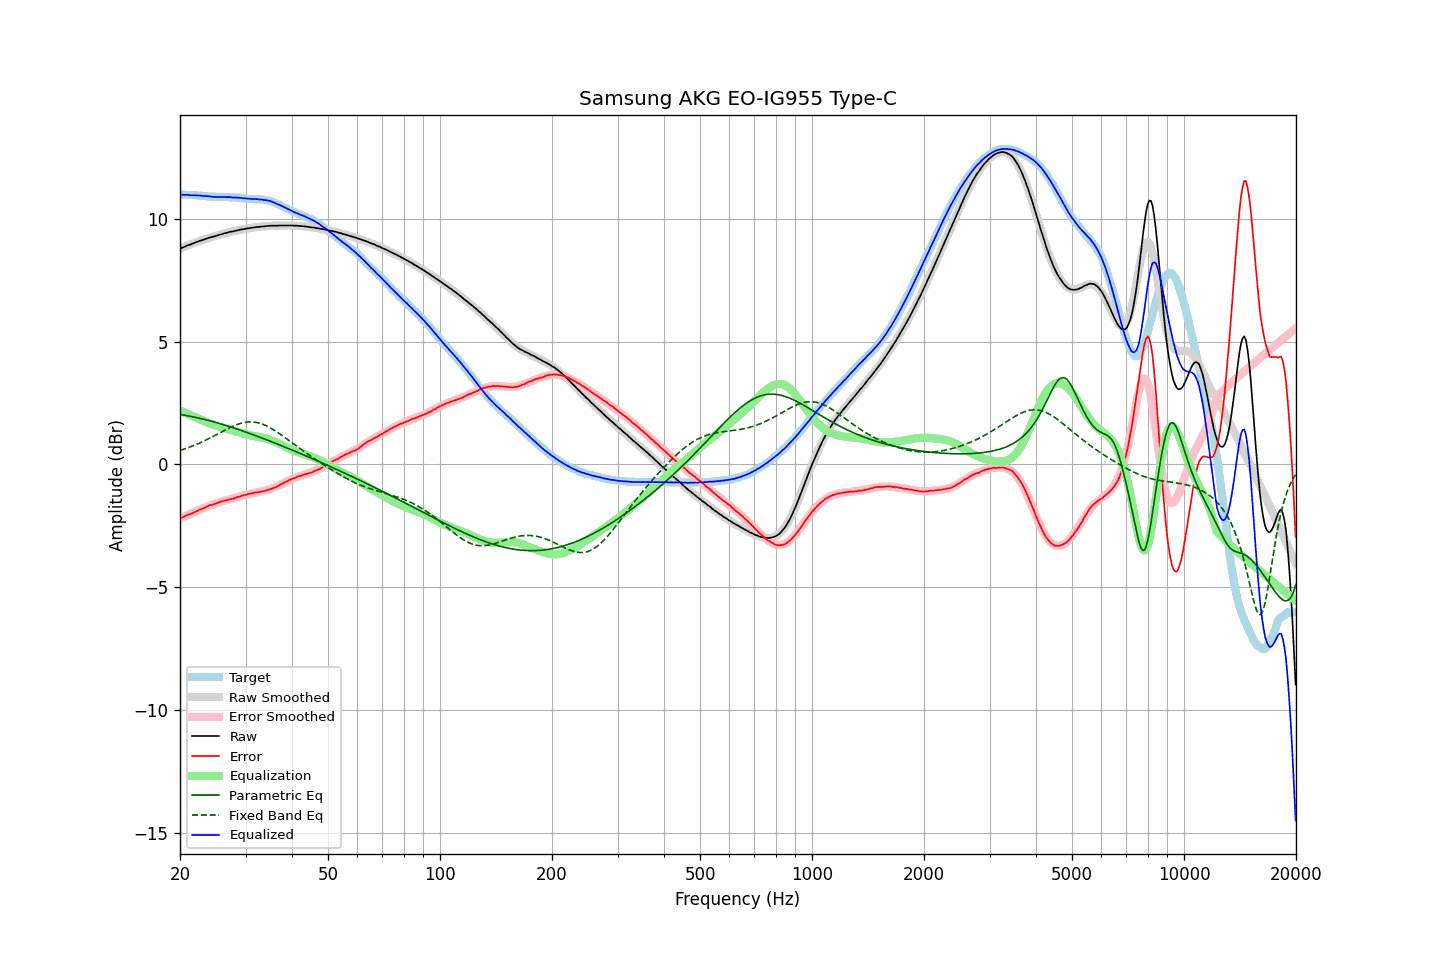 Samsung AKG EO-IG955 Type-C
Amplitude (dBr)
10
5
0
−5
−10
−15
Target
Raw Smoothed
Error Smoothed
Raw
Error
Equalization
Parametric Eq
Fixed Band Eq
Equalized
20 50 100 200 500 1000 2000 5000 10000 20000
Frequency (Hz)